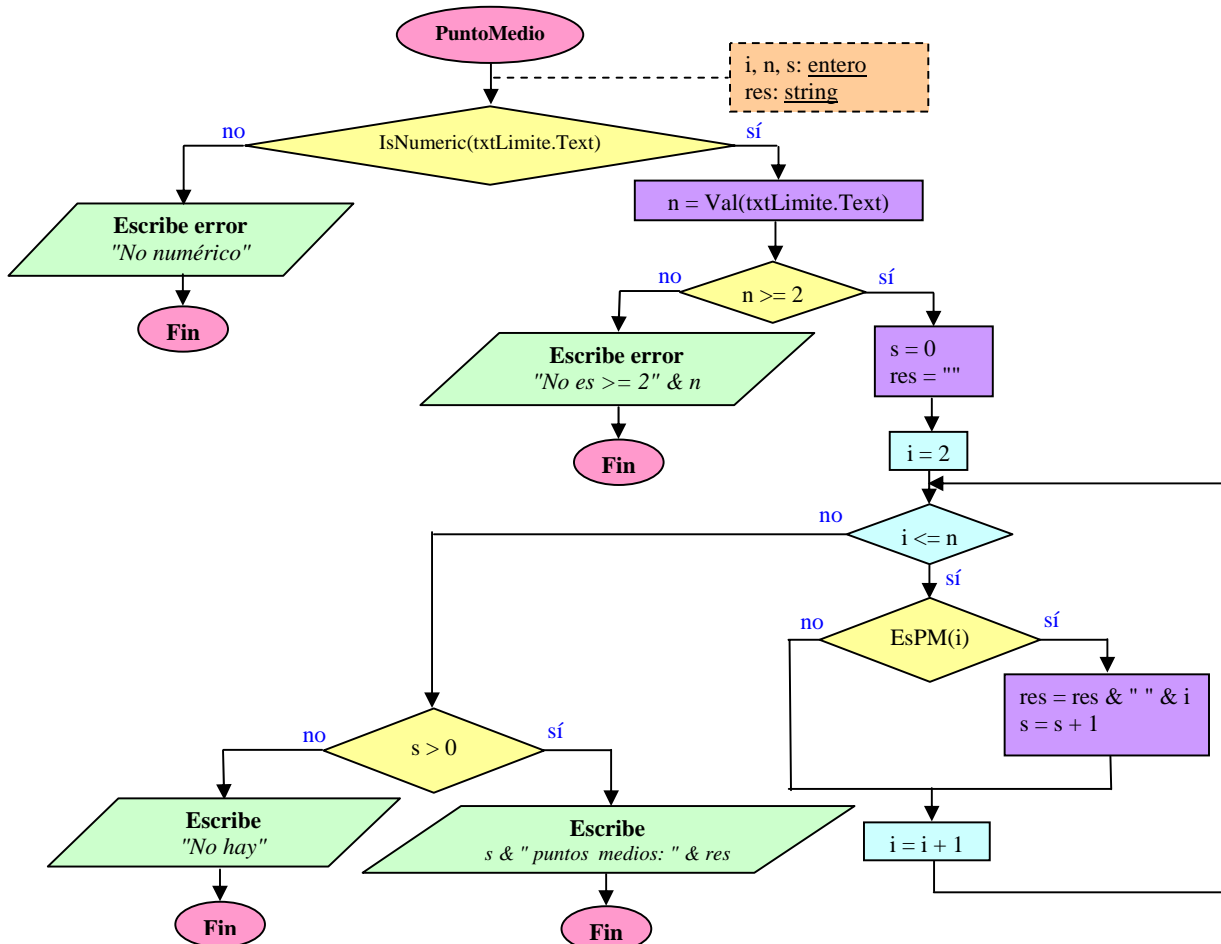 PuntoMedio
i, n, s: entero
res: string
no
IsNumeric(txtLimite.Text)
sí
n = Val(txtLimite.Text)
Escribe error
"No numérico"
Fin
no
n >= 2
sí
Escribe error
"No es >= 2" & n
Fin
s = 0
res = ""
i = 2
no
i <= n
sí
no
EsPM(i)
sí
res = res & " " & i
s = s + 1
no
s > 0
sí
Escribe
"No hay"
Fin
Escribe
s & " puntos medios: " & res
Fin
i = i + 1